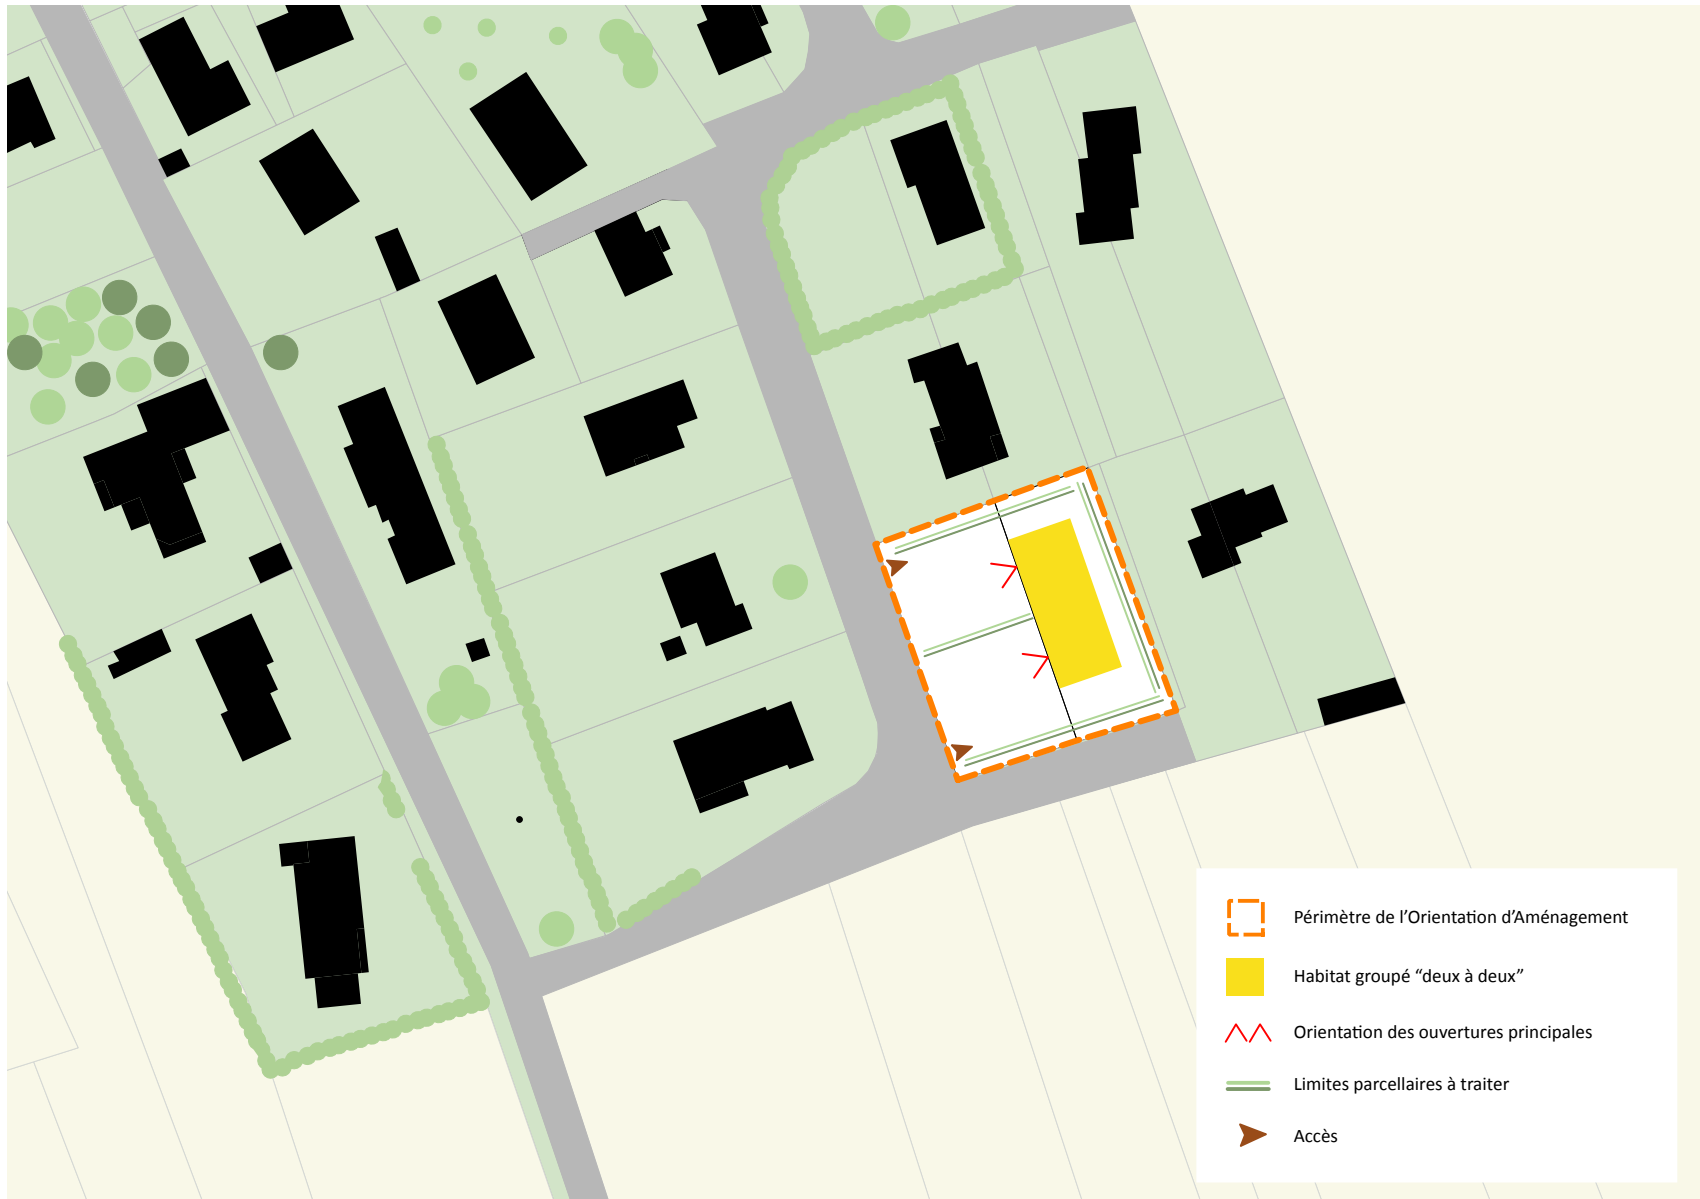 Périmètre de l’Orientation d’Aménagement
Habitat groupé “deux à deux”
Orientation des ouvertures principales
Limites parcellaires à traiter
Accès